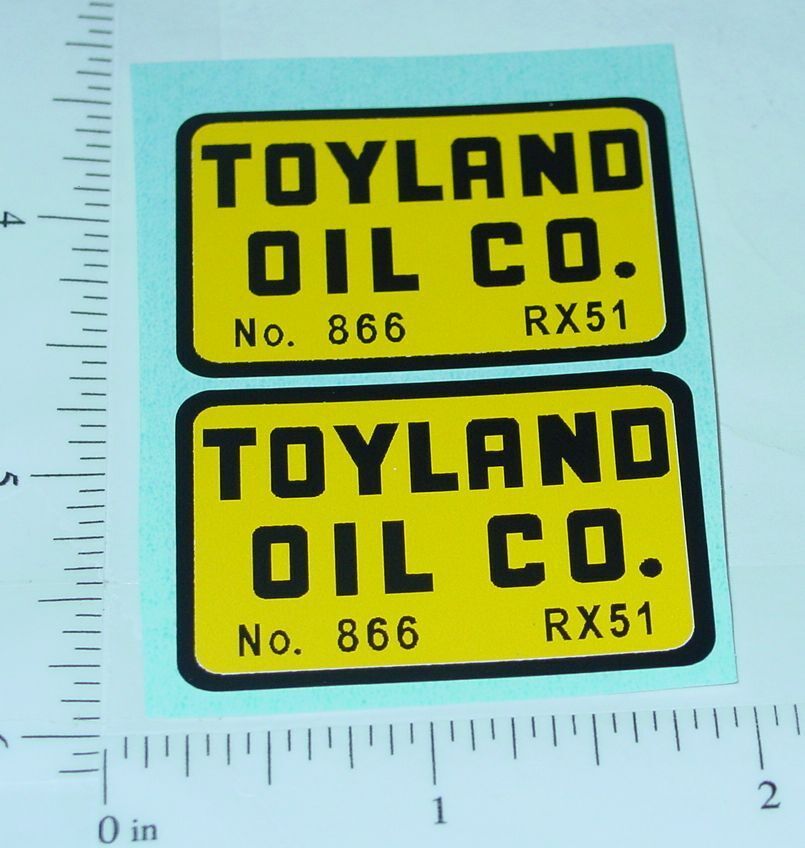 TOYLAND
OIL CO.
No. 866 RX51
TOYLAND
OIL CO.
No. 866 RX51
4
5
0 in 1 2